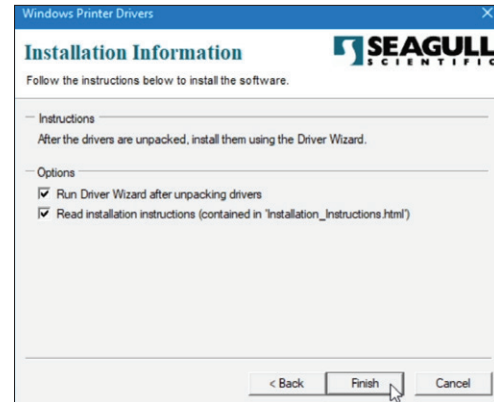 Windows Printer Drivers
Installation Information
SEAGULL
SCIENTIFIC
Follow the instructions below to install the software.
Instructions
After the drivers are unpacked, install them using the Driver Wizard.
Options
Run Driver Wizard after unpacking drivers
Read installation instructions (contained in 'Installation_Instructions.html')
< Back
Finish
Cancel